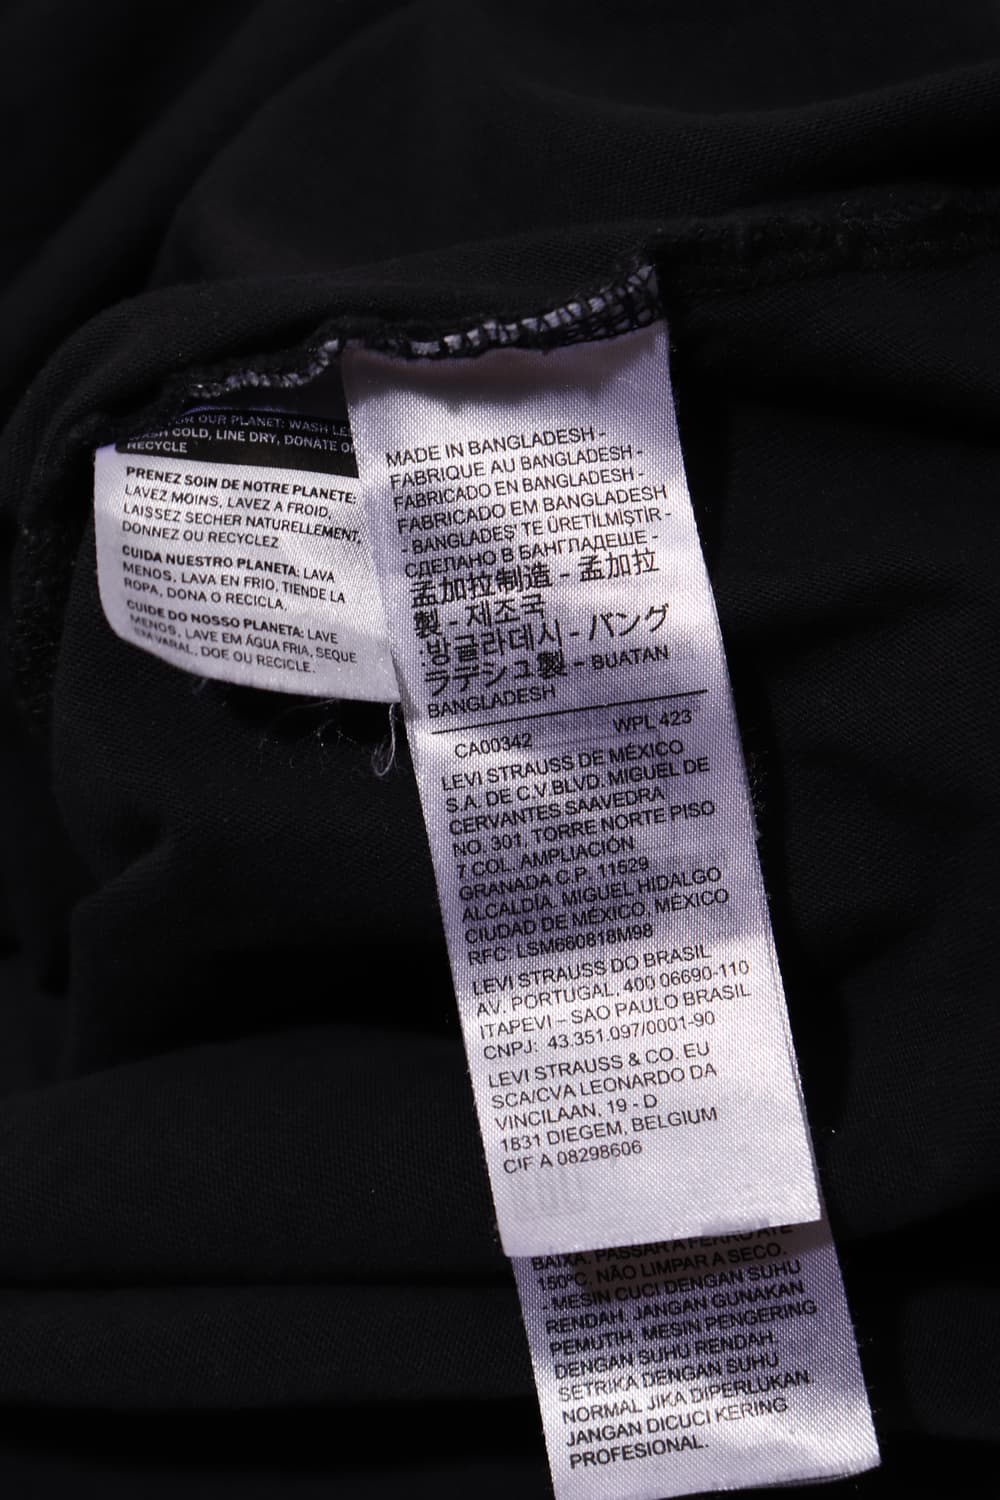 OUR PLANET: WASH
WASH COLD, LINE DRY, DONATE
RECYCLE
PRENEZ SOIN DE NOTRE PLANETE:
LAVEZ MOINS, LAVEZ A FROID,
LAISSEZ SECHER NATURELLEMENT,
DONNEZ OU RECYCLEZ
CUIDA NUESTRO PLANETA: LAVA
MENOS, LAVA EN FRIO, TIENDE LA
ROPA, DONA O RECICLA.
CUIDE DO NOSSO PLANETA: LAVE
MENOS, LAVE EM ÁGUA FRIA, SEQUE
EM VARAL, DOE OU RECICLE.
MADE IN BANGLADESH -
FABRIQUE AU BANGLADESH -
FABRICADO EN BANGLADESH -
FABRICADO EM BANGLADESH
- BANGLADEŞ' TE ÜRETILMIŞTIR -
СДЕЛАНО В БАНГЛАДЕШЕ -
孟加拉制造 - 孟加拉
製 - 제조국
:방글라데시 - バング
ラデシュ製 - BUATAN
BANGLADESH
CA00342 WPL 423
LEVI STRAUSS DE MÉXICO
S.A. DE C.V.BLVD. MIGUEL DE
CERVANTES SAAVEDRA
NO. 301, TORRE NORTE PISO
7 COL. AMPLIACIÓN
GRANADA C.P. 11529
ALCALDÍA. MIGUEL HIDALGO
CIUDAD DE MÉXICO, MÉXICO
RFC: LSM660818M98
LEVI STRAUSS DO BRASIL
AV. PORTUGAL, 400 06690-110
ITAPEVI – SAO PAULO BRASIL
CNPJ: 43.351.097/0001-90
LEVI STRAUSS & CO. EU
SCA/CVA LEONARDO DA
VINCILAAN, 19 - D
1831 DIEGEM, BELGIUM
CIF A 08298606
BAIXA. PASSAR A FERRO ATÉ
150ºC. NÃO LIMPAR A SECO.
- MESIN CUCI DENGAN SUHU
RENDAH. JANGAN GUNAKAN
PEMUTIH. MESIN PENGERING
DENGAN SUHU RENDAH.
SETRIKA DENGAN SUHU
NORMAL JIKA DIPERLUKAN.
JANGAN DICUCI KERING
PROFESIONAL.